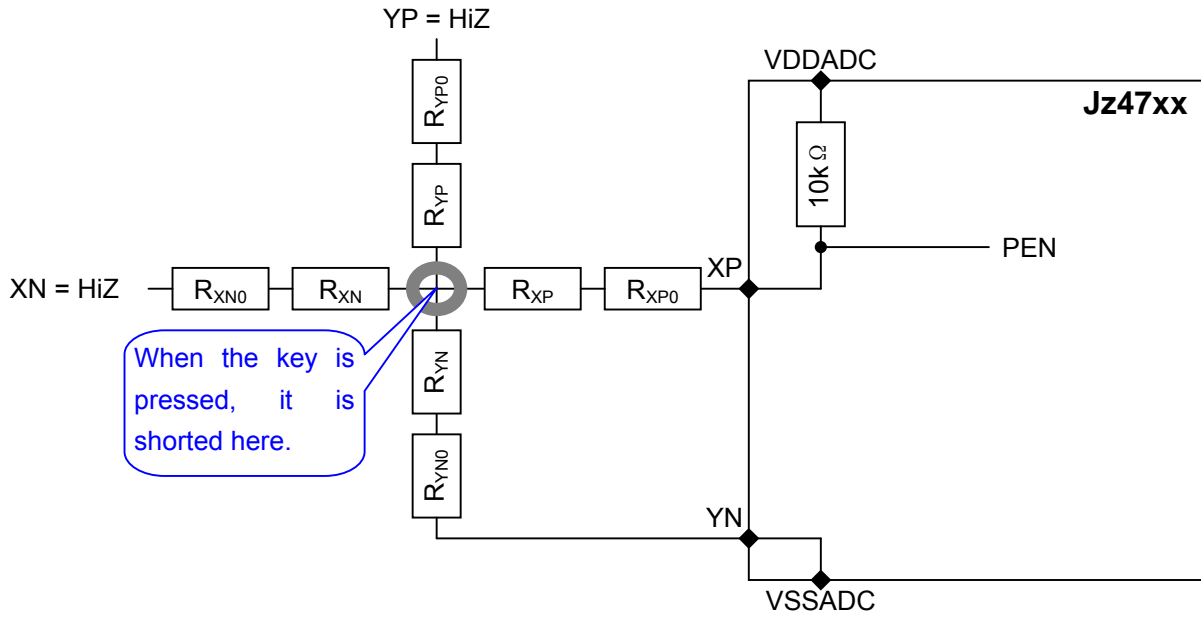 YP = HiZ
VDDADC
Jz47xx
RYP0
10kΩ
RYP
PEN
XP
XN = HiZ
RXN0
RXN
RXP
RXP0
When the key is
pressed, it is
shorted here.
RYN
RYN0
YN
VSSADC